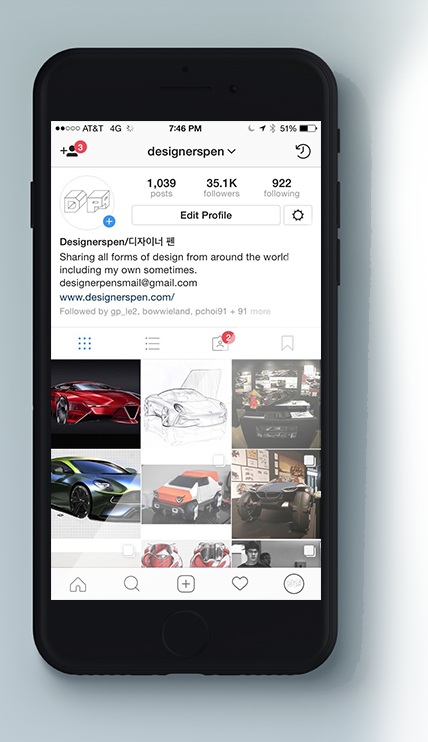 AT&T 4G 7:46 PM 51%
3
designerspen
1,039 35.1K 922
posts followers following
Edit Profile
Designerspen/디자이너 펜
Sharing all forms of design from around the world
including my own sometimes.
designerpensmail@gmail.com
www.designerspen.com/
Followed by gp_le2, bowwieland, pchoi91 + 91 more
2